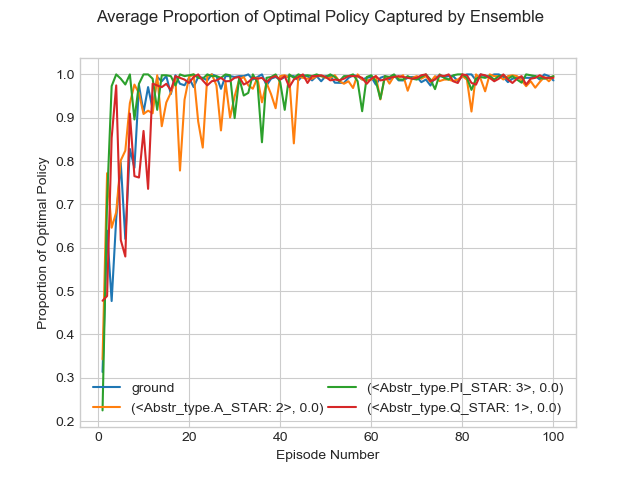 Average Proportion of Optimal Policy Captured by Ensemble
1.0
0.9
0.8
0.7
0.6
0.5
0.4
0.3
0.2
Proportion of Optimal Policy
ground
(<Abstr_type.A_STAR: 2>, 0.0)
(<Abstr_type.PI_STAR: 3>, 0.0)
(<Abstr_type.Q_STAR: 1>, 0.0)
0 20 40 60 80 100
Episode Number